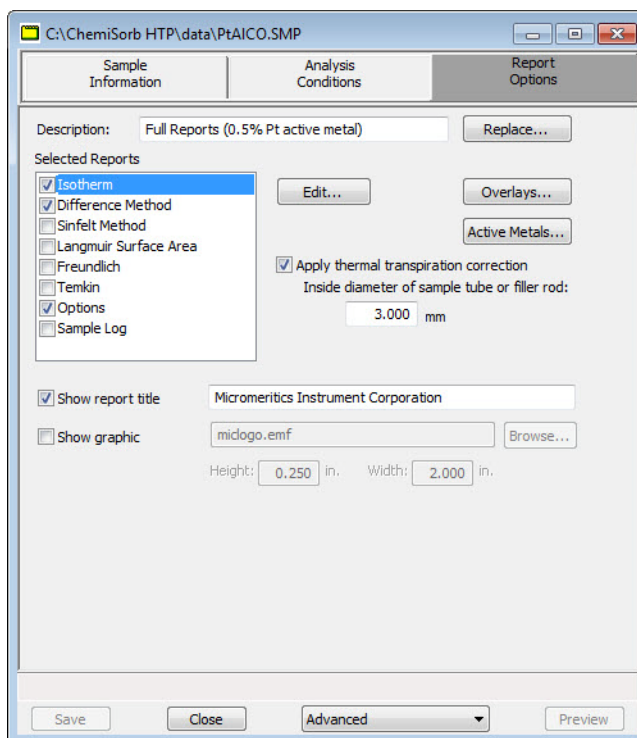 C:\ChemiSorb HTP\data\PtAlCO.SMP
Sample Information
Analysis Conditions
Report Options
Description: Full Reports (0.5% Pt active metal) Replace...
Selected Reports
Isotherm
Difference Method
Sinfelt Method
Langmuir Surface Area
Freundlich
Temkin
Options
Sample Log
Edit... Overlays...
Active Metals...
Apply thermal transpiration correction
Inside diameter of sample tube or filler rod:
3.000 mm
Show report title Micromeritics Instrument Corporation
Show graphic miclogo.emf Browse...
Height: 0.250 in. Width: 2.000 in.
Save Close Advanced Preview